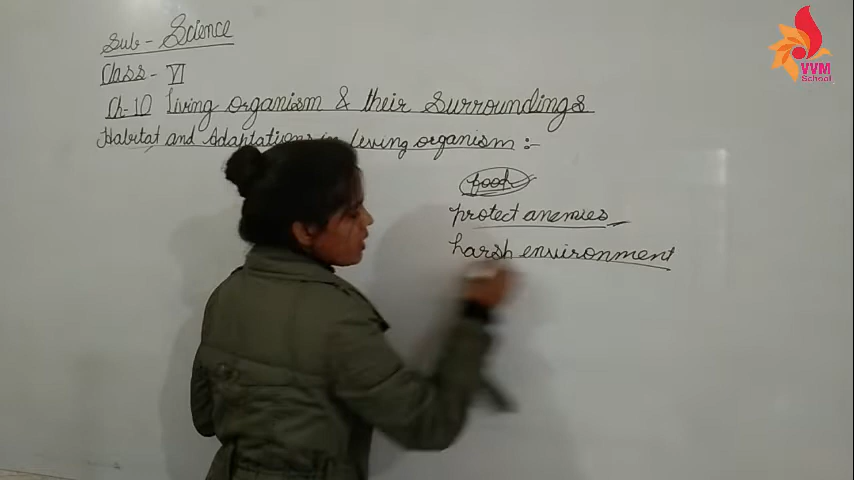 Sub- Science
Class - VI
Ch-10 Living organism & their Surroundings
Habitat and Adaptations in living organism :-
food
protect anemies
harsh environment
VVM
School